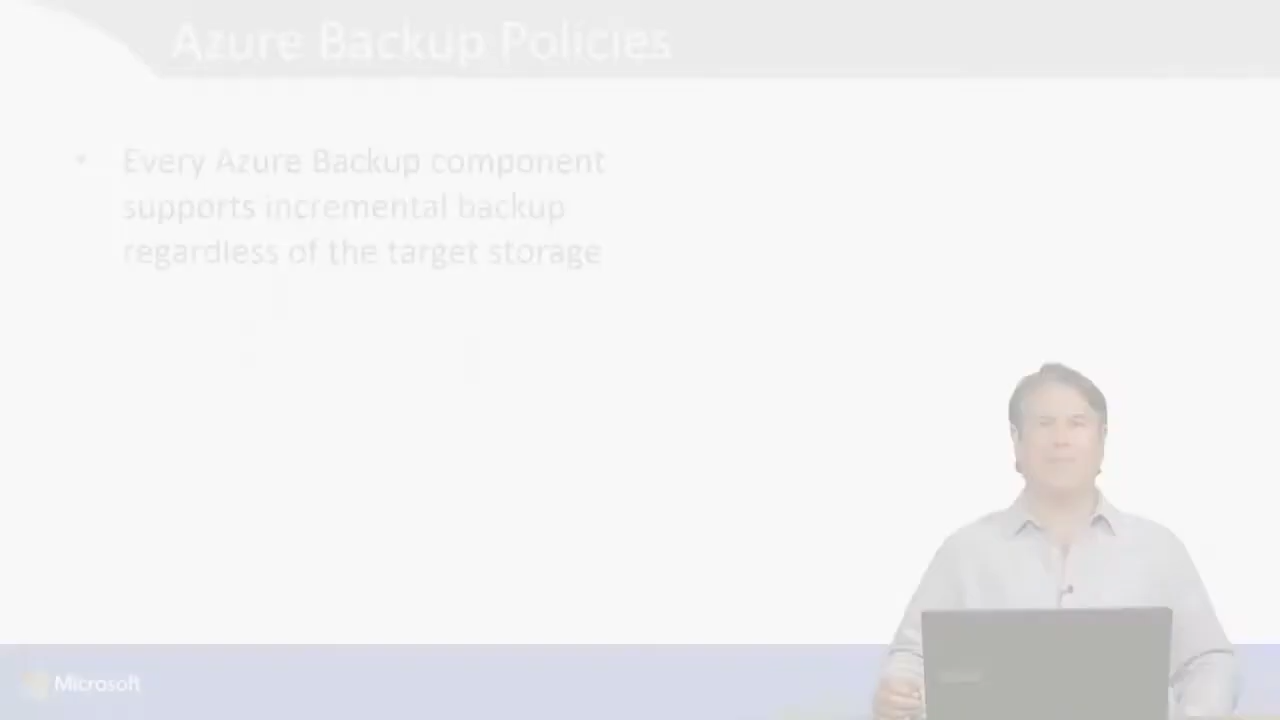 Azure Backup Policies
• Every Azure Backup component
supports incremental backup
regardless of the target storage
Microsoft